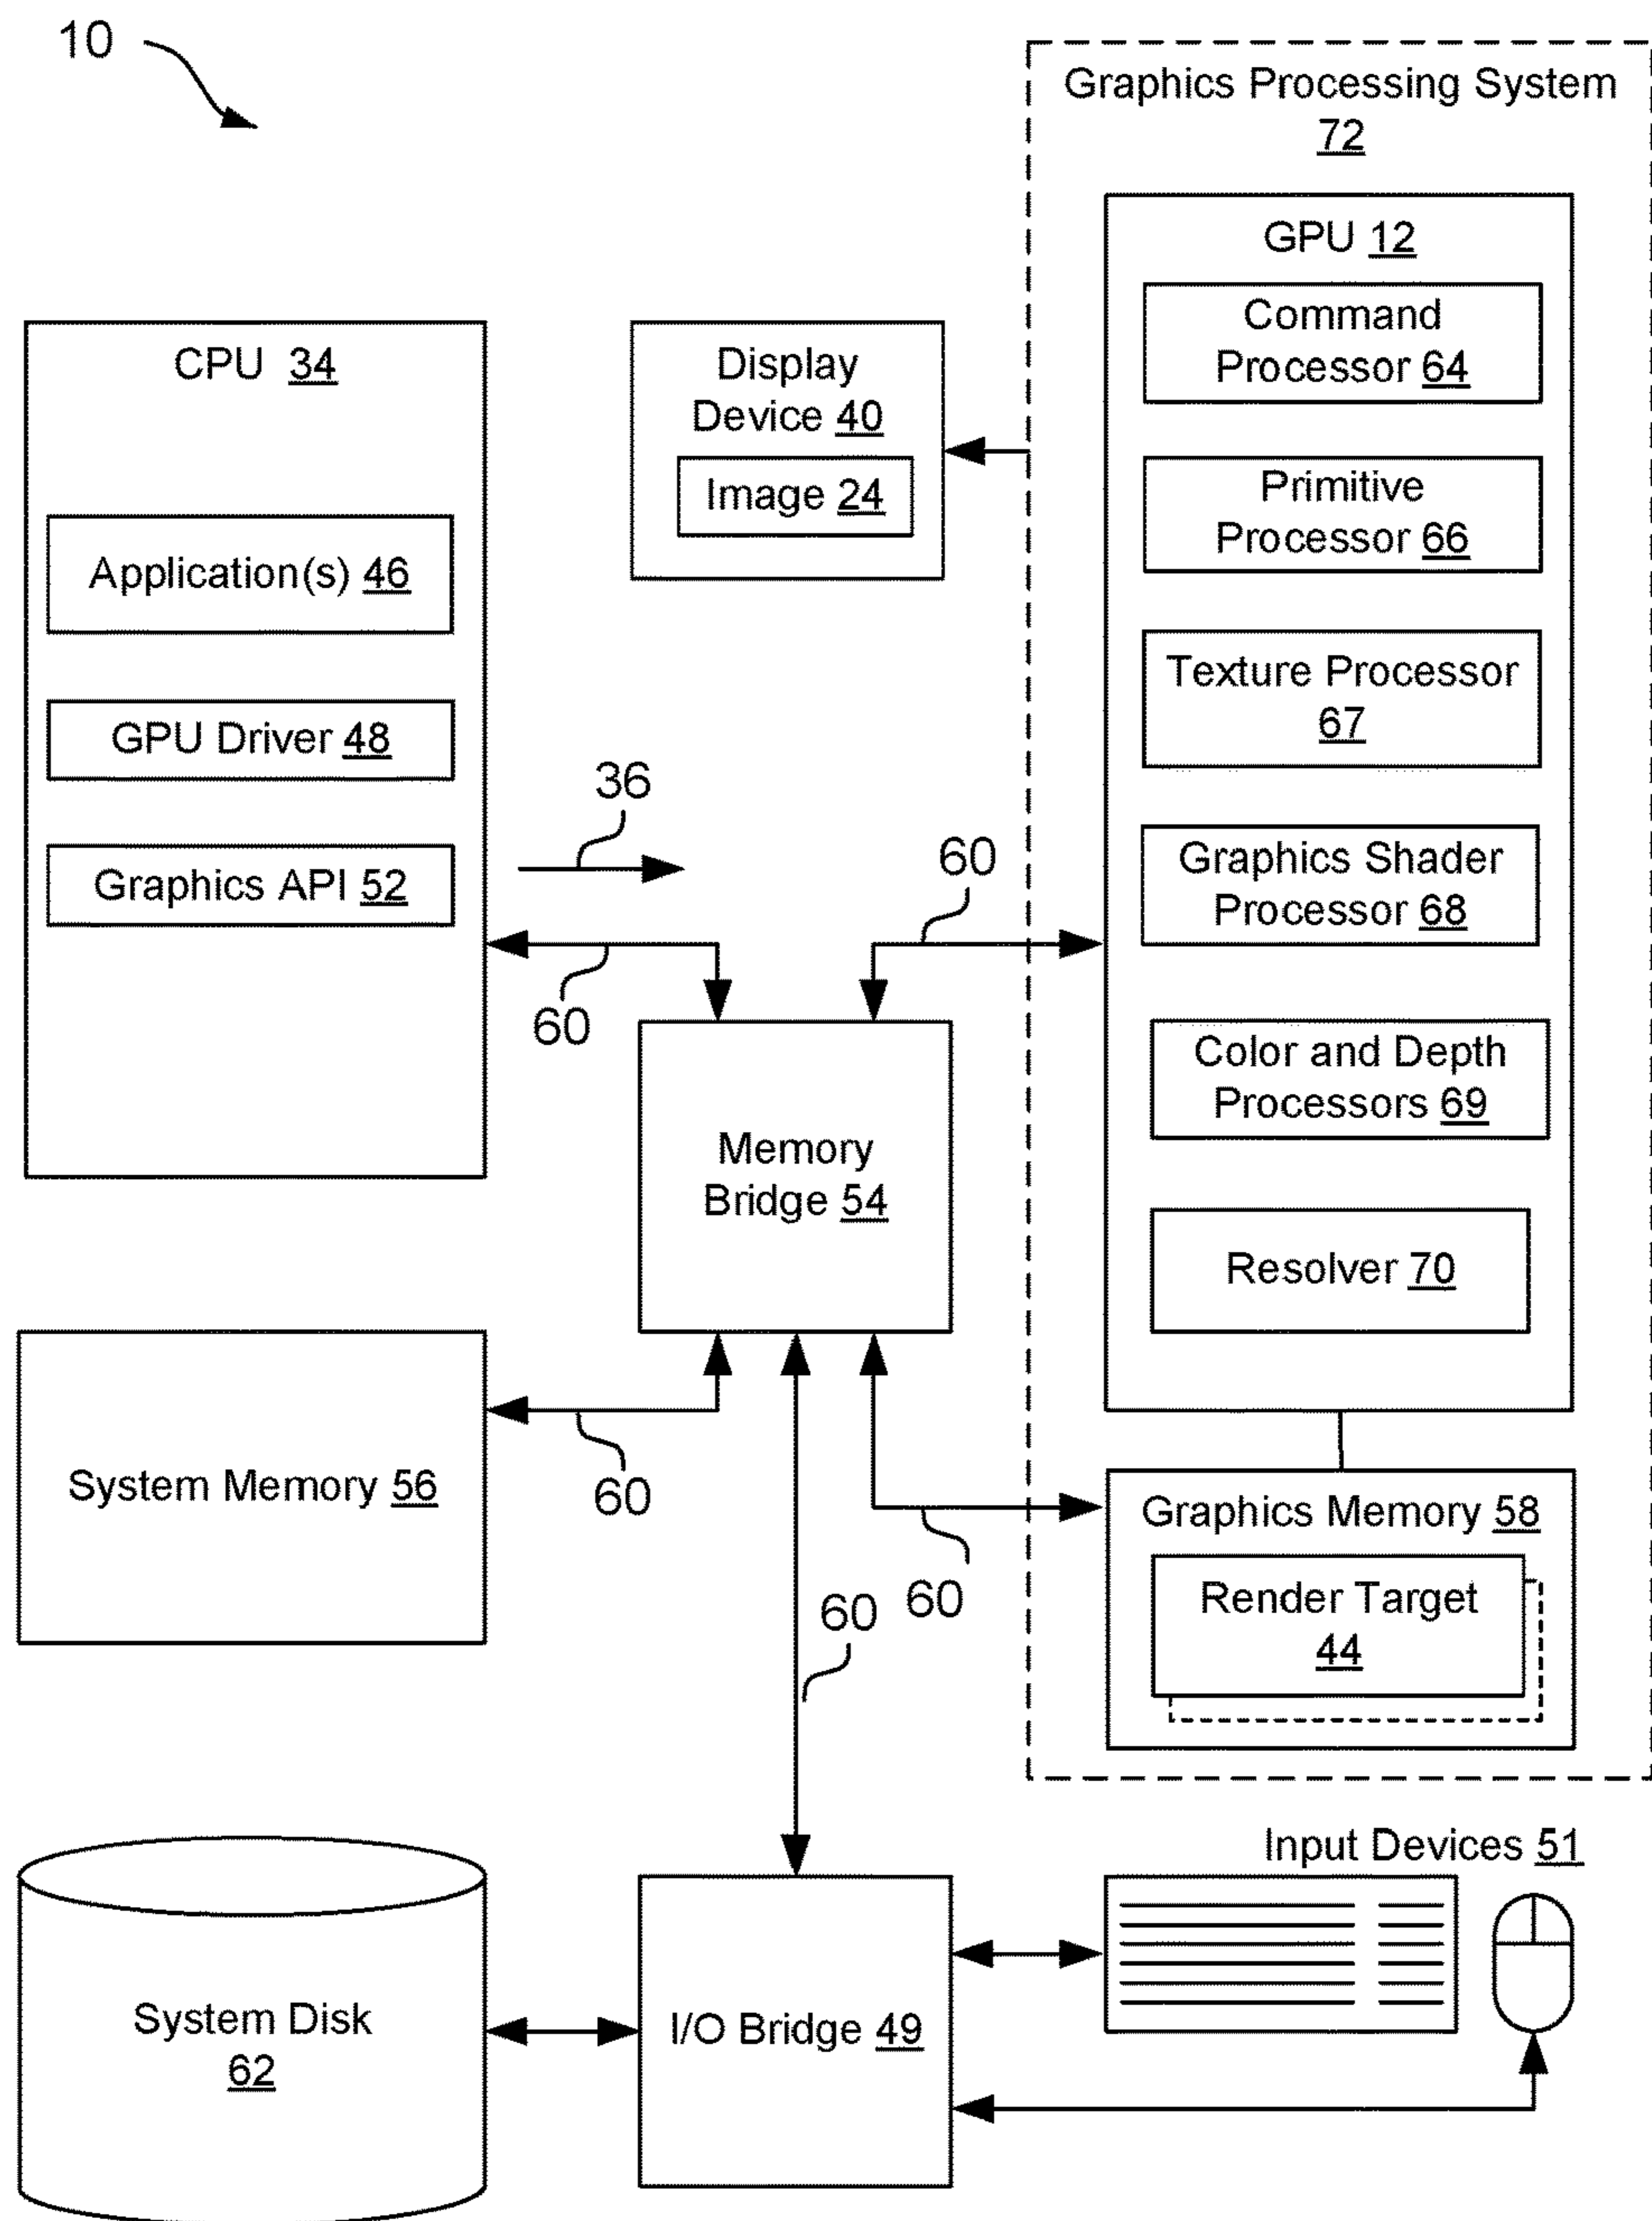 10
Graphics Processing System
72
GPU 12
Command
Processor 64
Primitive
Processor 66
Texture Processor
67
Graphics Shader
Processor 68
Color and Depth
Processors 69
Resolver 70
CPU 34
Application(s) 46
GPU Driver 48
Graphics API 52
Display
Device 40
Image 24
36
60
60
Memory
Bridge 54
System Memory 56
60
60
60
Graphics Memory 58
Render Target
44
Input Devices 51
System Disk
62
I/O Bridge 49